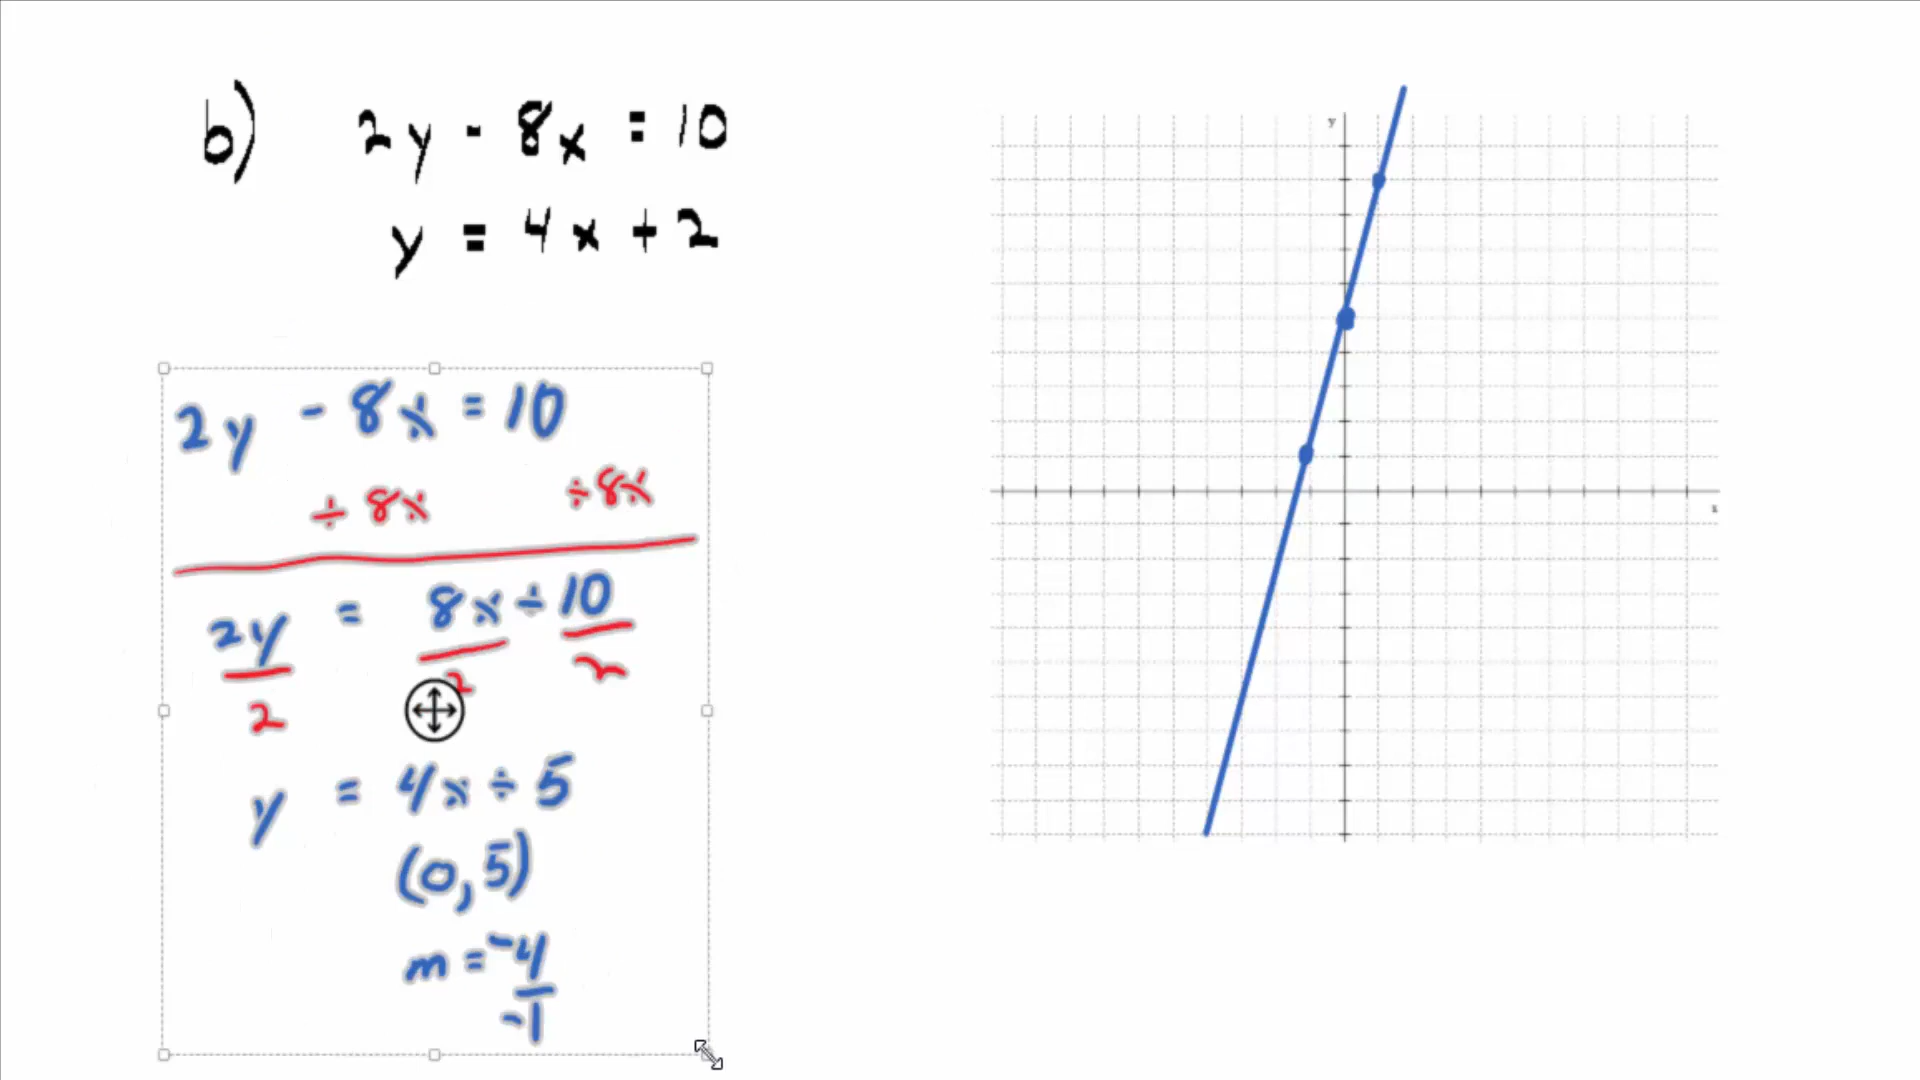 b) 2y - 8x = 10
y = 4x + 2
2y - 8x = 10
÷ 8x ÷ 8x
2y = 8x ÷ 10
2 2 2
y = 4x ÷ 5
(0, 5)
m = -4
-1
y
x